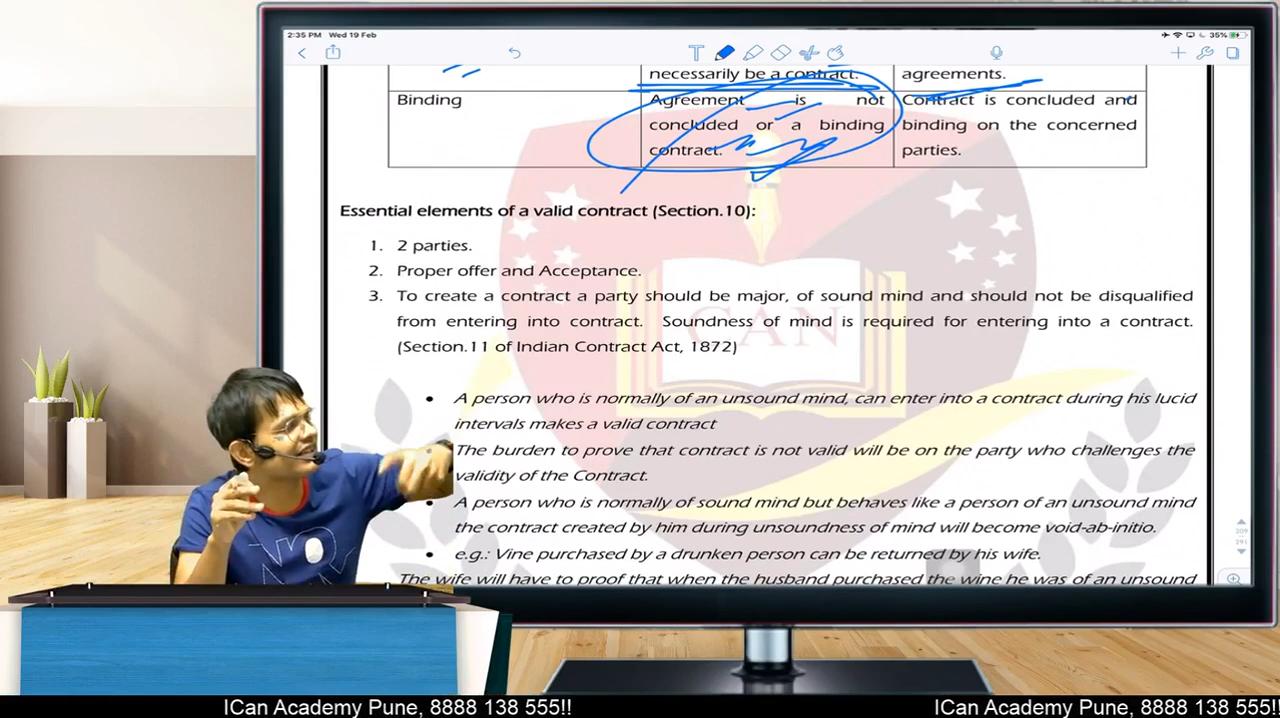 2:35 PM Wed 19 Feb
35%
T
necessarily be a contract. agreements.
Binding Agreement is not Contract is concluded and
concluded or a binding binding on the concerned
contract. parties.
Essential elements of a valid contract (Section.10):
1. 2 parties.
2. Proper offer and Acceptance.
3. To create a contract a party should be major, of sound mind and should not be disqualified
from entering into contract. Soundness of mind is required for entering into a contract.
(Section.11 of Indian Contract Act, 1872)
CAN
• A person who is normally of an unsound mind, can enter into a contract during his lucid
intervals makes a valid contract
The burden to prove that contract is not valid will be on the party who challenges the
validity of the Contract.
• A person who is normally of sound mind but behaves like a person of an unsound mind
the contract created by him during unsoundness of mind will become void-ab-initio.
• e.g.: Vine purchased by a drunken person can be returned by his wife.
The wife will have to proof that when the husband purchased the wine he was of an unsound
209
291
ICan Academy Pune, 8888 138 555!! ICan Academy Pune, 8888 138 555!!